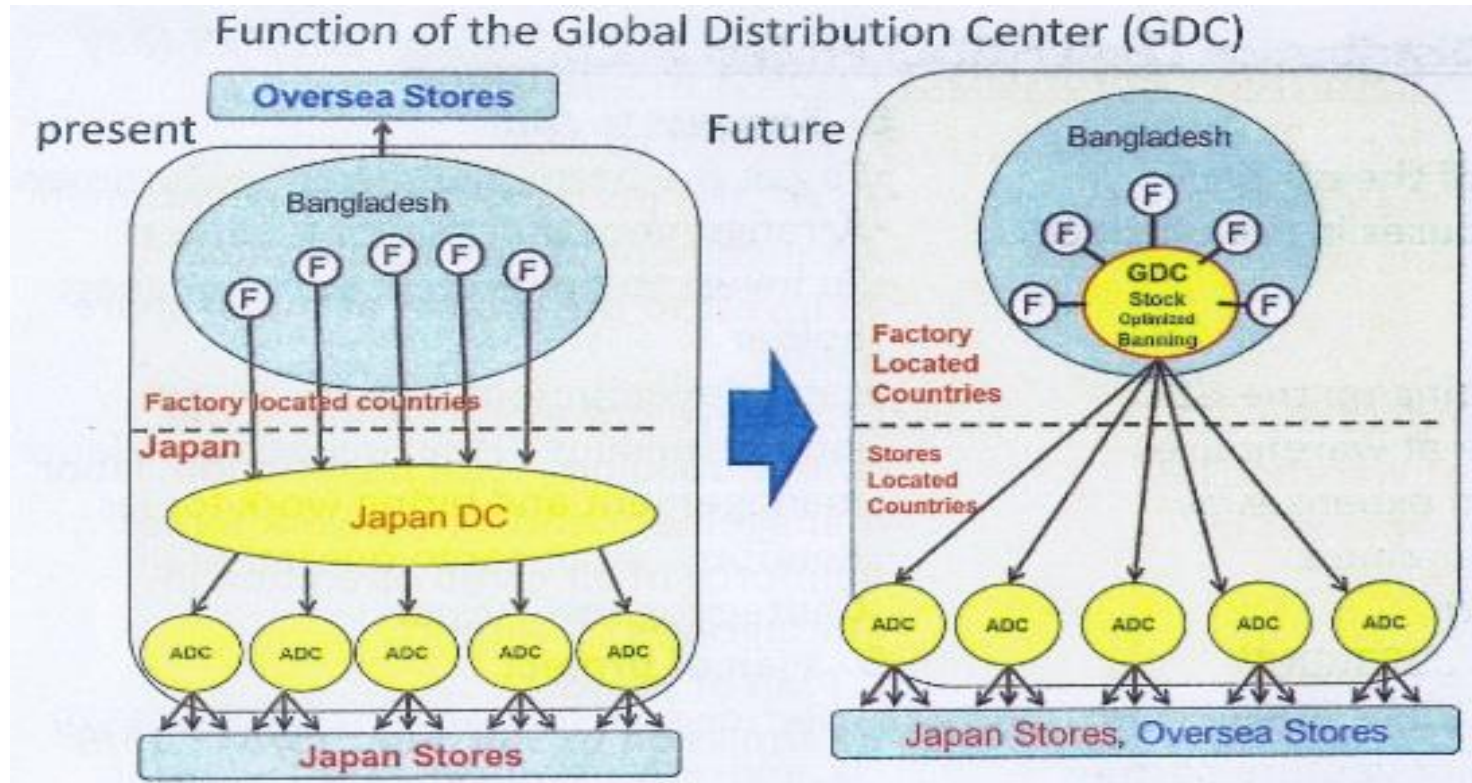 Function of the Global Distribution Center (GDC)
Oversea Stores
present
Bangladesh
F
F
F
F
F
Factory located countries
Japan
Japan DC
ADC
ADC
ADC
ADC
ADC
Japan Stores
Future
Bangladesh
F
F
F
F
F
GDC
Stock
Optimized
Banning
Factory
Located
Countries
Stores
Located
Countries
ADC
ADC
ADC
ADC
ADC
Japan Stores, Oversea Stores